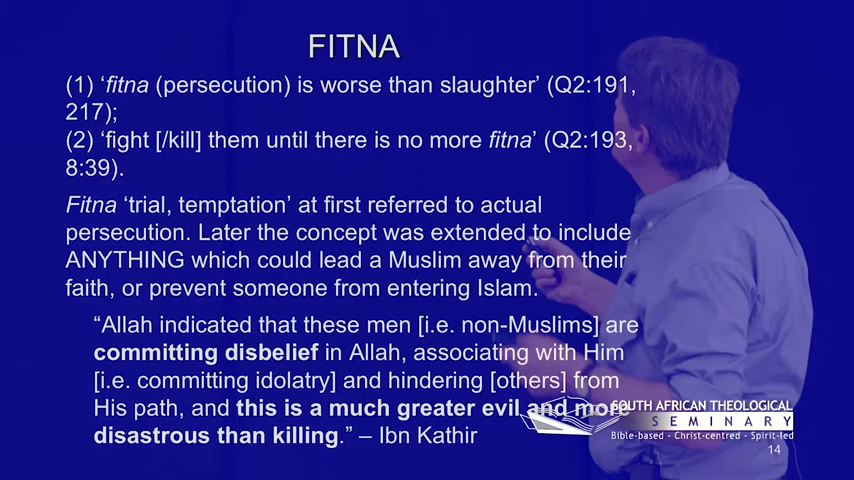 FITNA
(1) ‘fitna (persecution) is worse than slaughter’ (Q2:191,
217);
(2) ‘fight [/kill] them until there is no more fitna’ (Q2:193,
8:39).
Fitna ‘trial, temptation’ at first referred to actual
persecution. Later the concept was extended to include
ANYTHING which could lead a Muslim away from their
faith, or prevent someone from entering Islam.
“Allah indicated that these men [i.e. non-Muslims] are
committing disbelief in Allah, associating with Him
[i.e. committing idolatry] and hindering [others] from
His path, and this is a much greater evil and more
disastrous than killing.” – Ibn Kathir
SOUTH AFRICAN THEOLOGICAL
SEMINARY
Bible-based - Christ-centred - Spirit-led
14